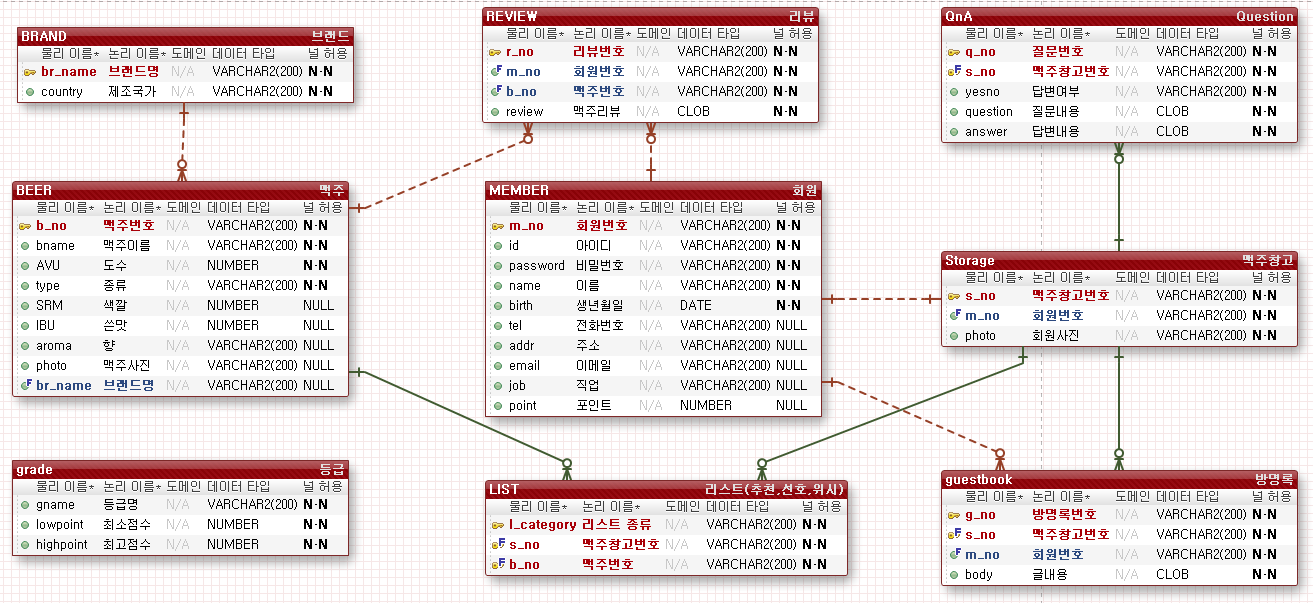 BRAND 브랜드
물리 이름* 논리 이름* 도메인 데이터 타입 널 허용
br_name 브랜드명 N/A VARCHAR2(200) N-N
country 제조국가 N/A VARCHAR2(200) N-N
REVIEW 리뷰
물리 이름* 논리 이름* 도메인 데이터 타입 널 허용
r_no 리뷰번호 N/A VARCHAR2(200) N-N
m_no 회원번호 N/A VARCHAR2(200) N-N
b_no 맥주번호 N/A VARCHAR2(200) N-N
review 맥주리뷰 N/A CLOB N-N
QnA Question
물리 이름* 논리 이름* 도메인 데이터 타입 널 허용
q_no 질문번호 N/A VARCHAR2(200) N-N
s_no 맥주창고번호 N/A VARCHAR2(200) N-N
yesno 답변여부 N/A VARCHAR2(200) N-N
question 질문내용 N/A CLOB N-N
answer 답변내용 N/A CLOB N-N
BEER 맥주
물리 이름* 논리 이름* 도메인 데이터 타입 널 허용
b_no 맥주번호 N/A VARCHAR2(200) N-N
bname 맥주이름 N/A VARCHAR2(200) N-N
AVU 도수 N/A NUMBER N-N
type 종류 N/A VARCHAR2(200) N-N
SRM 색깔 N/A NUMBER NULL
IBU 쓴맛 N/A NUMBER NULL
aroma 향 N/A VARCHAR2(200) NULL
photo 맥주사진 N/A VARCHAR2(200) NULL
br_name 브랜드명 N/A VARCHAR2(200) NULL
MEMBER 회원
물리 이름* 논리 이름* 도메인 데이터 타입 널 허용
m_no 회원번호 N/A VARCHAR2(200) N-N
id 아이디 N/A VARCHAR2(200) N-N
password 비밀번호 N/A VARCHAR2(200) N-N
name 이름 N/A VARCHAR2(200) N-N
birth 생년월일 N/A DATE N-N
tel 전화번호 N/A VARCHAR2(200) NULL
addr 주소 N/A VARCHAR2(200) NULL
email 이메일 N/A VARCHAR2(200) NULL
job 직업 N/A VARCHAR2(200) NULL
point 포인트 N/A NUMBER NULL
Storage 맥주창고
물리 이름* 논리 이름* 도메인 데이터 타입 널 허용
s_no 맥주창고번호 N/A VARCHAR2(200) N-N
m_no 회원번호 N/A VARCHAR2(200) N-N
photo 회원사진 N/A VARCHAR2(200) N-N
grade 등급
물리 이름* 논리 이름* 도메인 데이터 타입 널 허용
gname 등급명 N/A VARCHAR2(200) N-N
lowpoint 최소점수 N/A NUMBER N-N
highpoint 최고점수 N/A NUMBER N-N
LIST 리스트(추천,선호,위시)
물리 이름* 논리 이름* 도메인 데이터 타입 널 허용
l_category 리스트 종류 N/A VARCHAR2(200) N-N
s_no 맥주창고번호 N/A VARCHAR2(200) N-N
b_no 맥주번호 N/A VARCHAR2(200) N-N
guestbook 방명록
물리 이름* 논리 이름* 도메인 데이터 타입 널 허용
g_no 방명록번호 N/A VARCHAR2(200) N-N
s_no 맥주창고번호 N/A VARCHAR2(200) N-N
m_no 회원번호 N/A VARCHAR2(200) N-N
body 글내용 N/A CLOB N-N